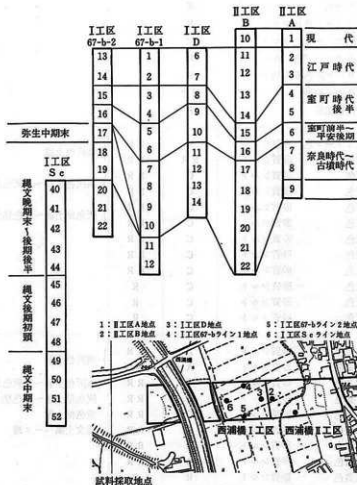 Ⅰ工区 67-b-2
Ⅰ工区 67-b-1
Ⅰ工区 D
Ⅱ工区 B
Ⅱ工区 A
13 1 6 10 1 現代
14 2 7 11 2 江戸時代
12 3
15 3 8 13 4 室町時代後半
16 4 9 14 5
弥生中期末 17 5 10 15 6 室町前半~平安後期
18 6 11 16 7 奈良時代~古墳時代
19 7 12 17 8
20 8 13 18 9
21 9 14 19
22 10 20
11 21
12 22
Ⅰ工区 Sc
40
41
42
43
44
縄文晩期末~後期後半
45
46
47
48
縄文後期初頭
49
50
51
52
縄文中期末
1:Ⅱ工区A地点 3:Ⅰ工区D地点 5:Ⅰ工区67-bライン2地点
2:Ⅱ工区B地点 4:Ⅰ工区67-bライン1地点 6:Ⅰ工区Scライン地点
西浦橋
西浦橋Ⅰ工区
西浦橋Ⅱ工区
試料採取地点